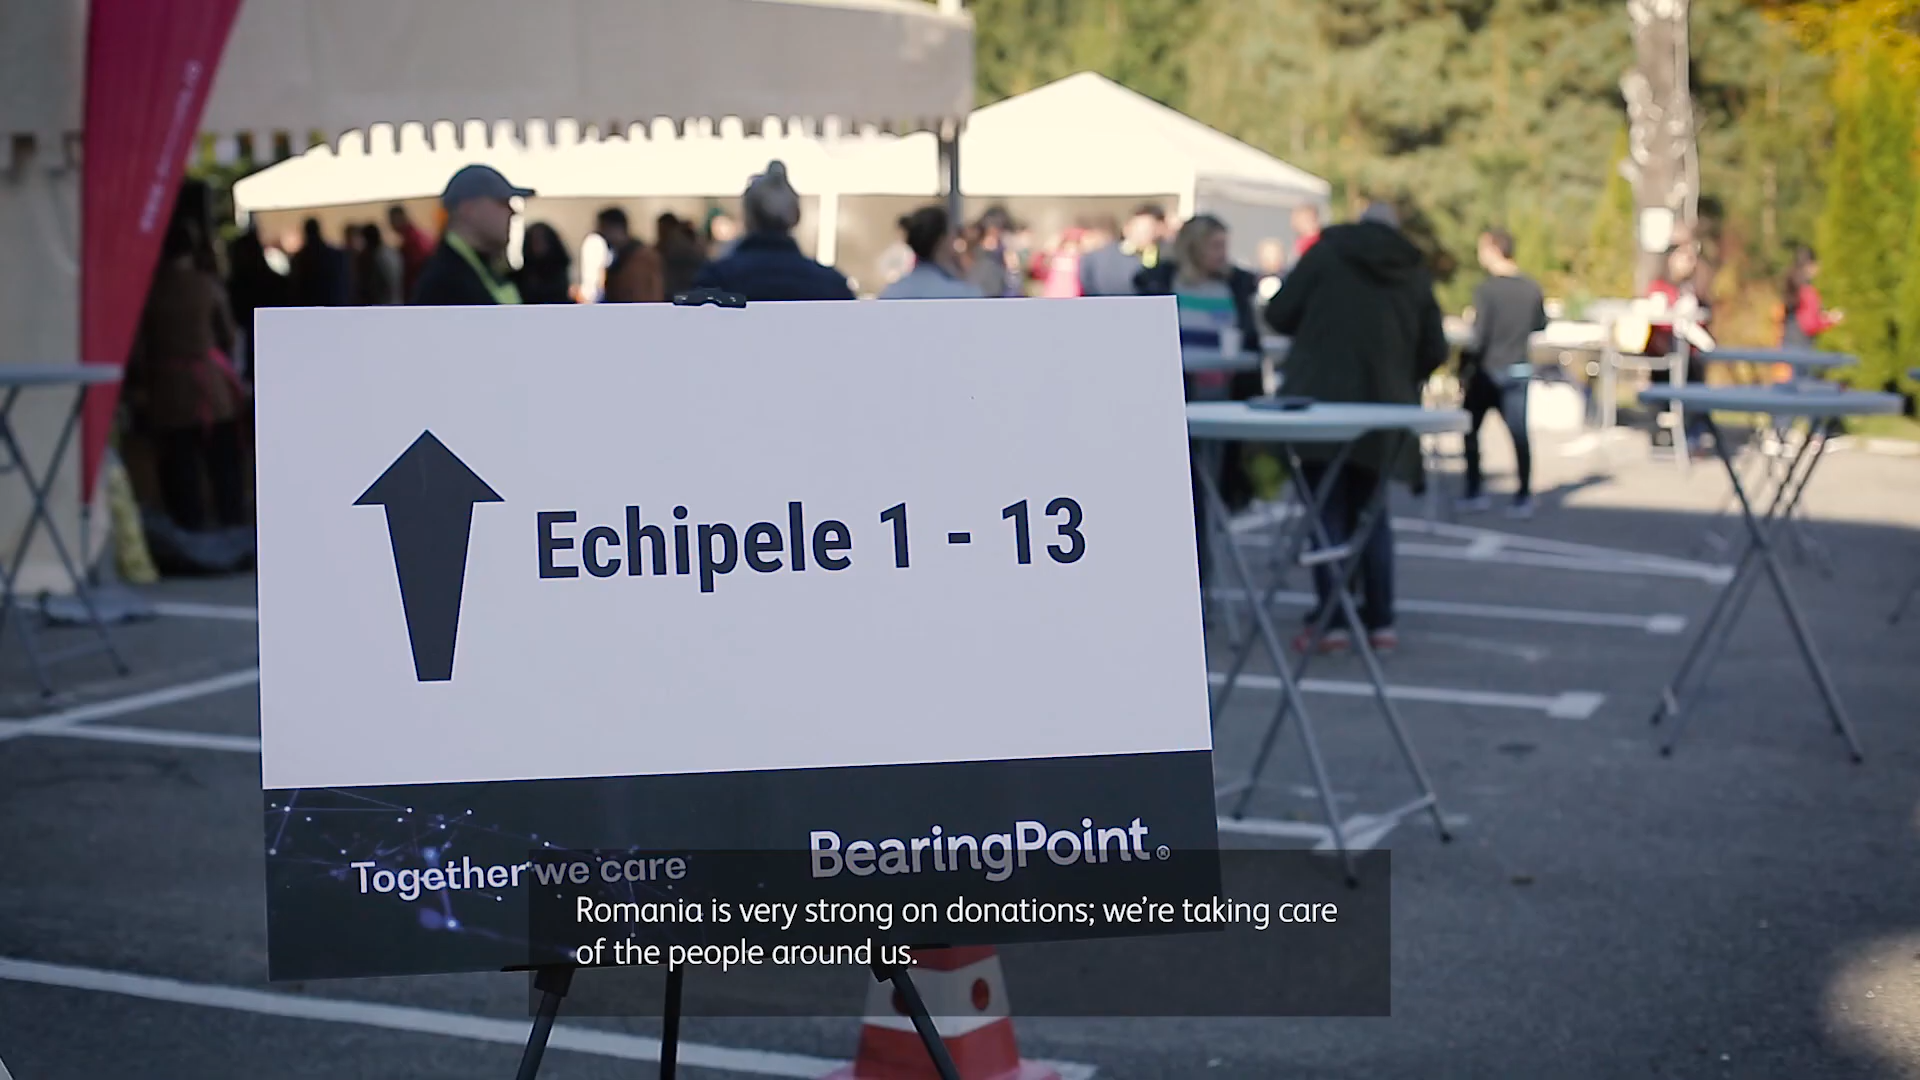 Echipele 1 - 13
Together we care
BearingPoint®
Romania is very strong on donations; we're taking care
of the people around us.